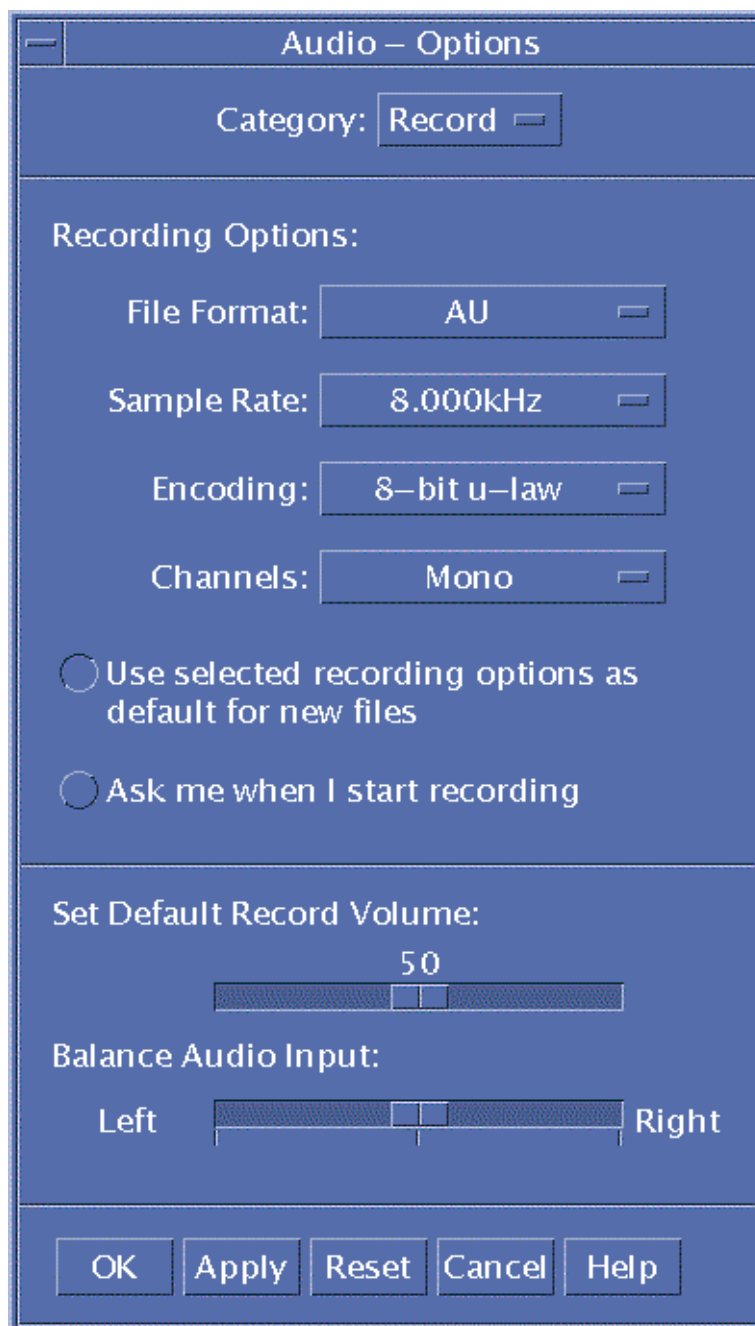 Audio – Options
Category: Record
Recording Options:
File Format: AU
Sample Rate: 8.000kHz
Encoding: 8–bit u–law
Channels: Mono
Use selected recording options as
default for new files
Ask me when I start recording
Set Default Record Volume:
50
Balance Audio Input:
Left Right
OK Apply Reset Cancel Help